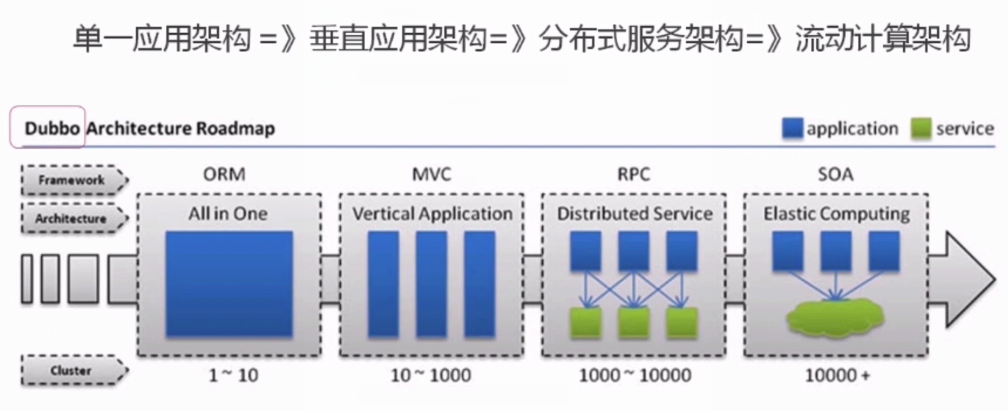 单一应用架构 =》垂直应用架构=》分布式服务架构=》流动计算架构
Dubbo Architecture Roadmap
application service
Framework
ORM MVC RPC SOA
Architecture
All in One Vertical Application Distributed Service Elastic Computing
Cluster
1 ~ 10 10 ~ 1000 1000 ~ 10000 10000 +